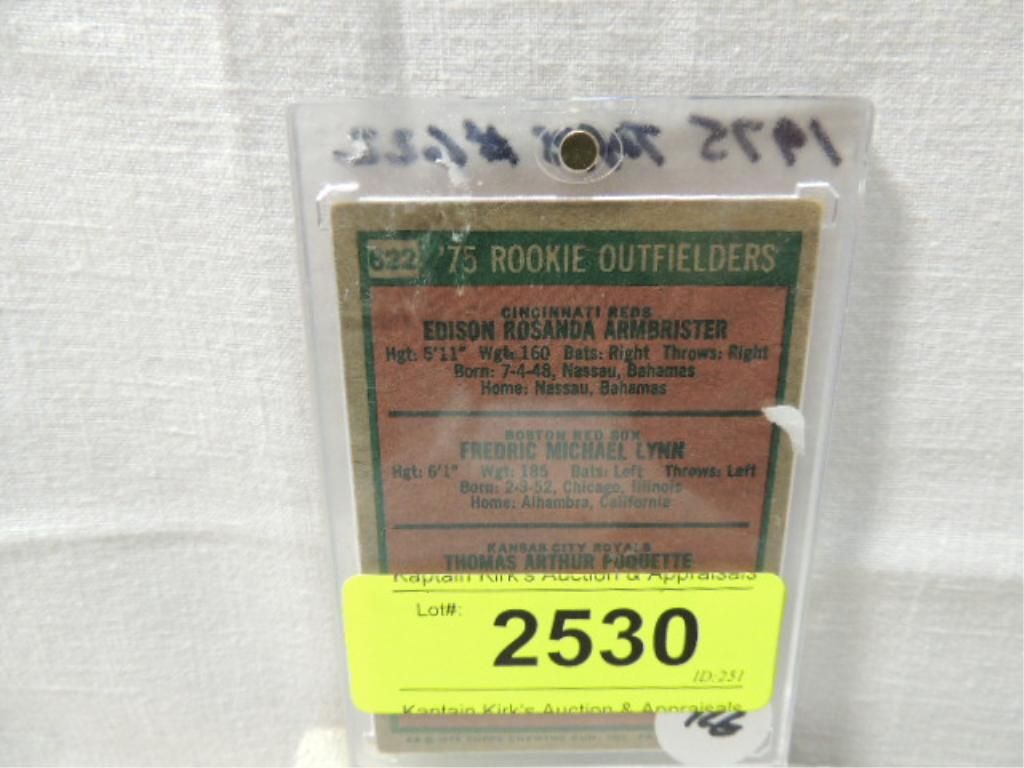 1975 #622
622 '75 ROOKIE OUTFIELDERS
CINCINNATI REDS
EDISON ROSANDA ARMBRISTER
Hgt: 5'11" Wgt: 160 Bats: Right Throws: Right
Born: 7-4-48, Nassau, Bahamas
Home: Nassau, Bahamas
BOSTON RED SOX
FREDRIC MICHAEL LYNN
Hgt: 6'1" Wgt: 185 Bats: Left Throws: Left
Born: 2-3-52, Chicago, Illinois
Home: Alhambra, California
KANSAS CITY ROYALS
THOMAS ARTHUR POQUETTE
Kaptain Kirk's Auction & Appraisals
Lot#: 2530
ID:251
Kaptain Kirk's Auction & Appraisals